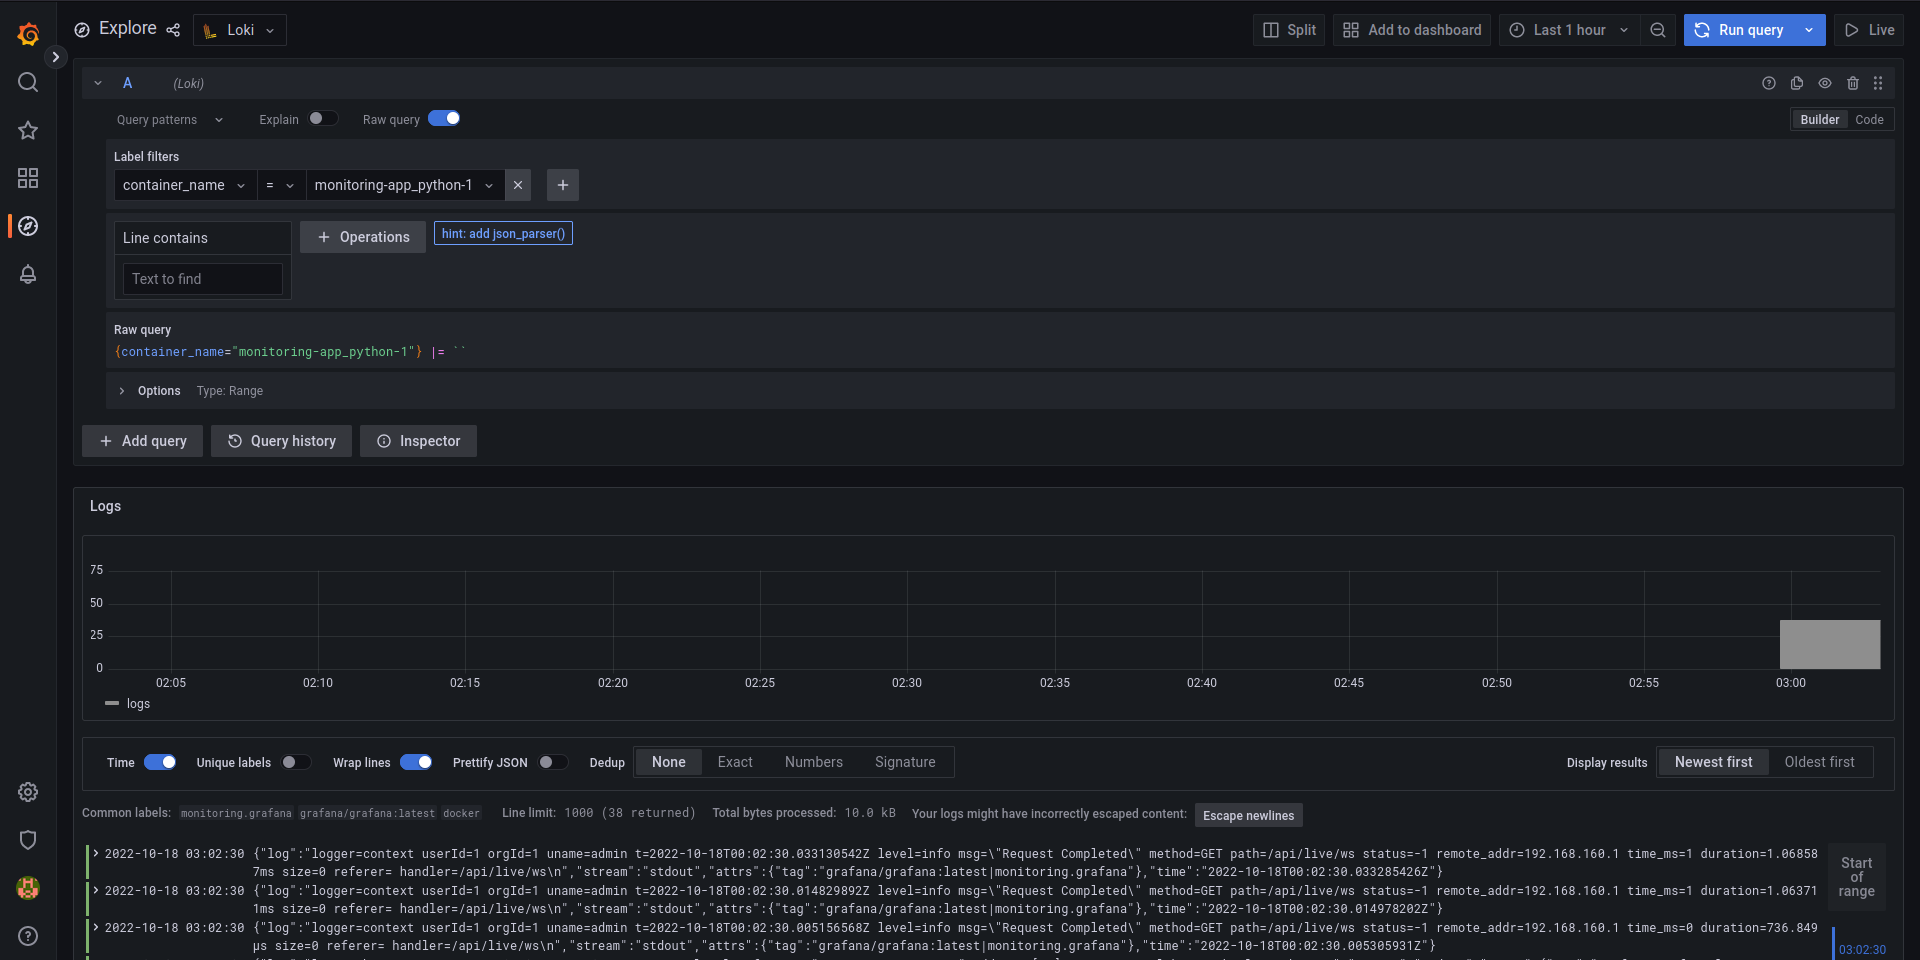 Explore
Loki
Split
Add to dashboard
Last 1 hour
Run query
Live
A
(Loki)
Query patterns
Explain
Raw query
Builder
Code
Label filters
container_name
=
monitoring-app_python-1
Line contains
Operations
hint: add json_parser()
Text to find
Raw query
{container_name="monitoring-app_python-1"} |= ``
Options
Type: Range
Add query
Query history
Inspector
Logs
75
50
25
0
02:05
02:10
02:15
02:20
02:25
02:30
02:35
02:40
02:45
02:50
02:55
03:00
logs
Time
Unique labels
Wrap lines
Prettify JSON
Dedup
None
Exact
Numbers
Signature
Display results
Newest first
Oldest first
Common labels: monitoring.grafana grafana/grafana:latest docker
Line limit: 1000 (38 returned)
Total bytes processed: 10.0 kB
Your logs might have incorrectly escaped content:
Escape newlines
2022-10-18 03:02:30 {"log":"logger=context userId=1 orgId=1 uname=admin t=2022-10-18T00:02:30.033130542Z level=info msg=\"Request Completed\" method=GET path=/api/live/ws status=-1 remote_addr=192.168.160.1 time_ms=1 duration=1.06858
7ms size=0 referer= handler=/api/live/ws\n","stream":"stdout","attrs":{"tag":"grafana/grafana:latest|monitoring.grafana"},"time":"2022-10-18T00:02:30.033285426Z"}
2022-10-18 03:02:30 {"log":"logger=context userId=1 orgId=1 uname=admin t=2022-10-18T00:02:30.014829892Z level=info msg=\"Request Completed\" method=GET path=/api/live/ws status=-1 remote_addr=192.168.160.1 time_ms=1 duration=1.06371
1ms size=0 referer= handler=/api/live/ws\n","stream":"stdout","attrs":{"tag":"grafana/grafana:latest|monitoring.grafana"},"time":"2022-10-18T00:02:30.014978202Z"}
2022-10-18 03:02:30 {"log":"logger=context userId=1 orgId=1 uname=admin t=2022-10-18T00:02:30.005156568Z level=info msg=\"Request Completed\" method=GET path=/api/live/ws status=-1 remote_addr=192.168.160.1 time_ms=0 duration=736.849
µs size=0 referer= handler=/api/live/ws\n","stream":"stdout","attrs":{"tag":"grafana/grafana:latest|monitoring.grafana"},"time":"2022-10-18T00:02:30.005305931Z"}
Start
of
range
03:02:30